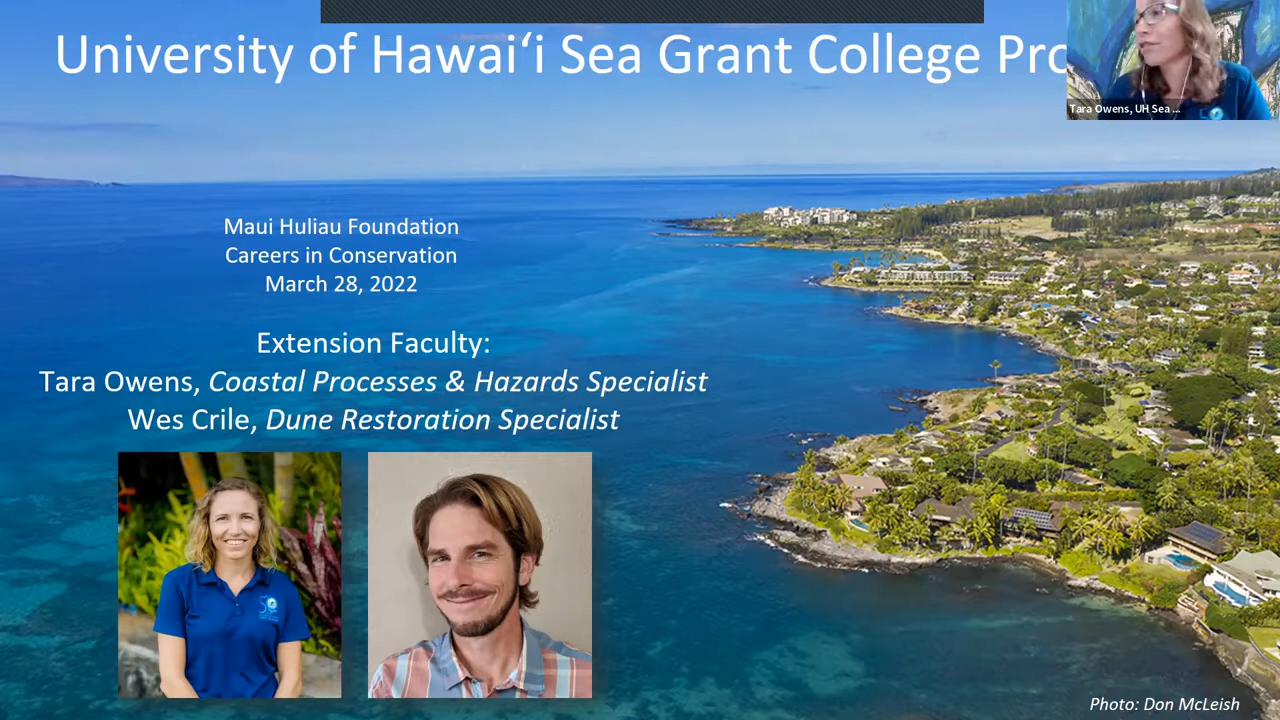 University of Hawaiʻi Sea Grant College Pro
Tara Owens, UH Sea ...
Maui Huliau Foundation
Careers in Conservation
March 28, 2022
Extension Faculty:
Tara Owens, Coastal Processes & Hazards Specialist
Wes Crile, Dune Restoration Specialist
Photo: Don McLeish